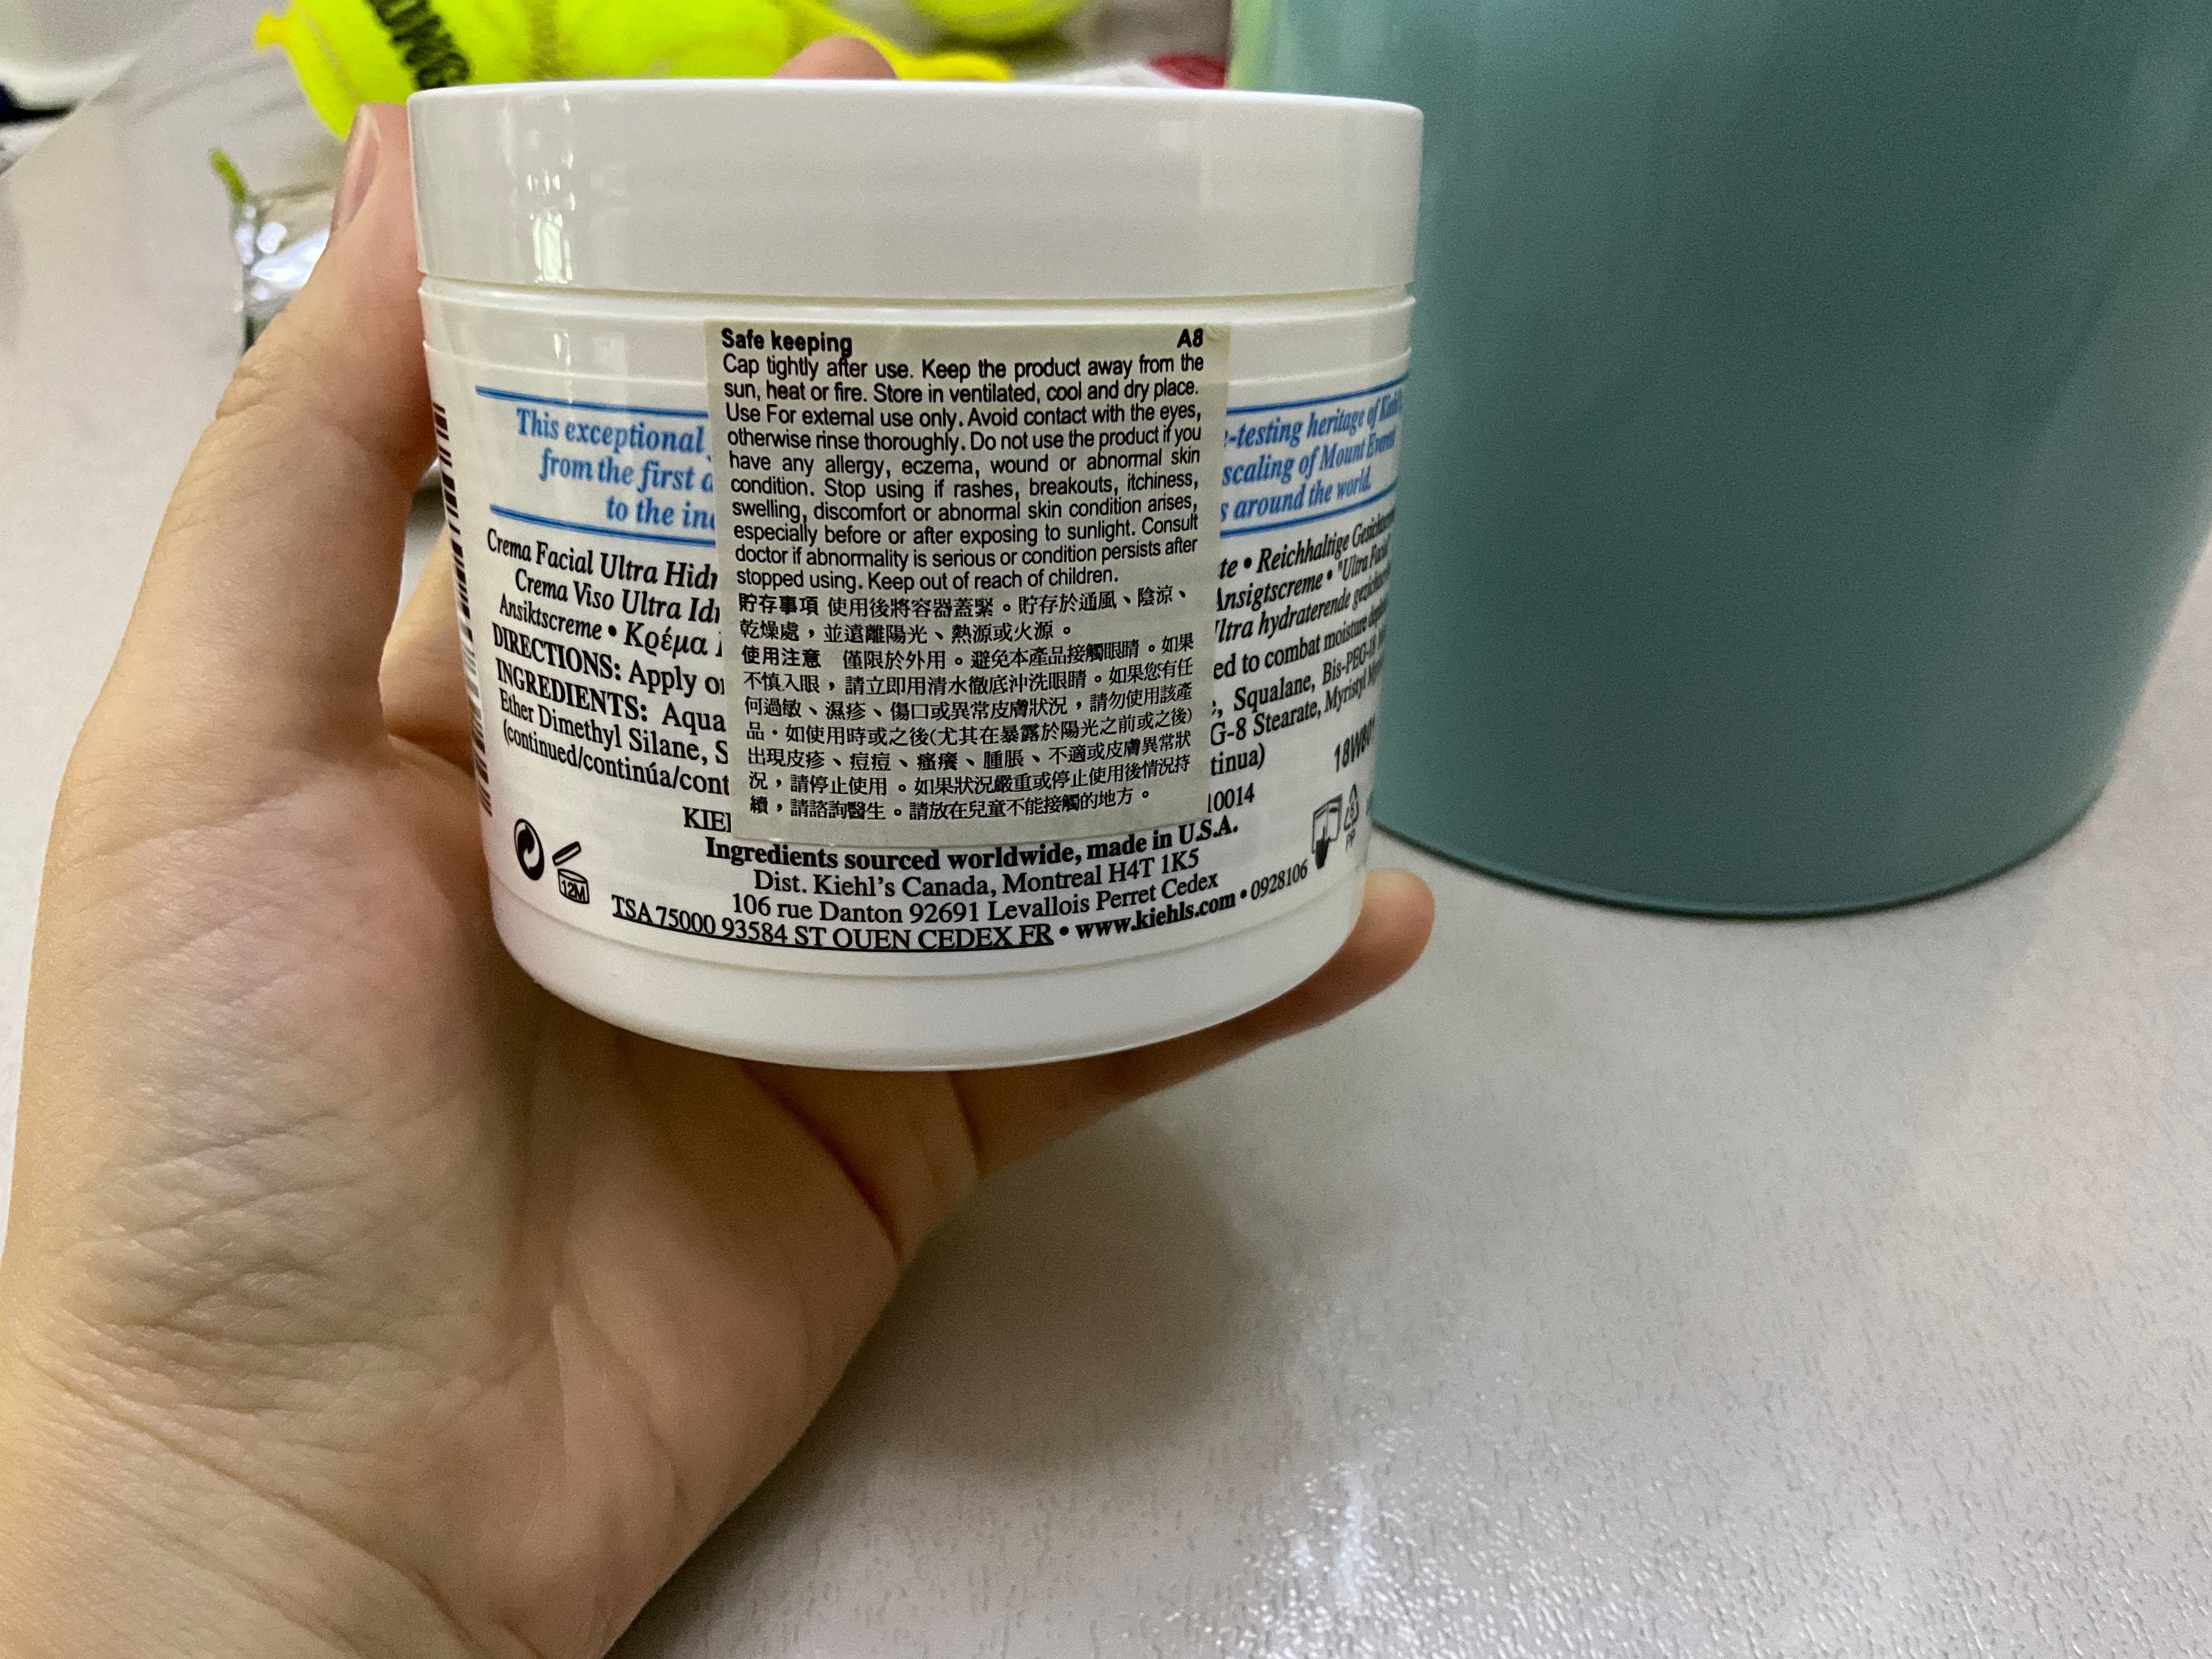 KONG
Safe keeping A8
Cap tightly after use. Keep the product away from the
sun, heat or fire. Store in ventilated, cool and dry place.
Use For external use only. Avoid contact with the eyes,
otherwise rinse thoroughly. Do not use the product if you
have any allergy, eczema, wound or abnormal skin
condition. Stop using if rashes, breakouts, itchiness,
swelling, discomfort or abnormal skin condition arises,
especially before or after exposing to sunlight. Consult
doctor if abnormality is serious or condition persists after
stopped using. Keep out of reach of children.
貯存事項 使用後將容器蓋緊。貯存於通風、陰涼、
乾燥處,並遠離陽光、熱源或火源。
使用注意 僅限於外用。避免本產品接觸眼睛。如果
不慎入眼,請立即用清水徹底沖洗眼睛。如果您有任
何過敏、濕疹、傷口或異常皮膚狀況,請勿使用該產
品。如使用時或之後(尤其在暴露於陽光之前或之後)
出現皮疹、痘痘、瘙癢、腫脹、不適或皮膚異常狀
況,請停止使用。如果狀況嚴重或停止使用後情況持
續,請諮詢醫生。請放在兒童不能接觸的地方。
This exceptional -testing heritage of Kiehl's
from the first scaling of Mount Everest
to the s around the world.
Crema Facial Ultra te • Reichhaltige
Crema Viso Ultra Ansigtscreme • "Ultra Facial"
Ansiktscreme • Κρέμα ltra hydraterende
DIRECTIONS: Apply ed to combat moisture
INGREDIENTS: Aqua , Squalane, Bis-PEG-18
Ether Dimethyl Silane, S G-8 Stearate, Myristyl
(continued/continúa/cont tinua)
10014
Ingredients sourced worldwide, made in U.S.A.
Dist. Kiehl's Canada, Montreal H4T 1K5
106 rue Danton 92691 Levallois Perret Cedex
TSA 75000 93584 ST OUEN CEDEX FR • www.kiehls.com • 0928106
12M
PP